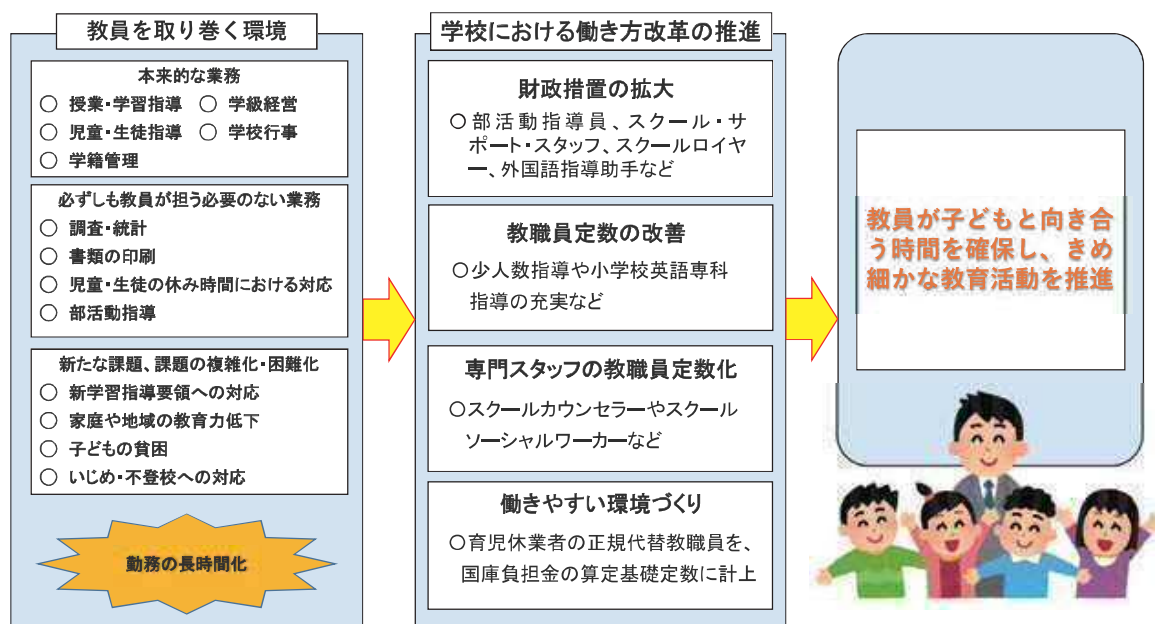 教員を取り巻く環境
本来的な業務
○ 授業・学習指導 ○ 学級経営
○ 児童・生徒指導 ○ 学校行事
○ 学籍管理
必ずしも教員が担う必要のない業務
○ 調査・統計
○ 書類の印刷
○ 児童・生徒の休み時間における対応
○ 部活動指導
新たな課題、課題の複雑化・困難化
○ 新学習指導要領への対応
○ 家庭や地域の教育力低下
○ 子どもの貧困
○ いじめ・不登校への対応
勤務の長時間化
学校における働き方改革の推進
財政措置の拡大
○部活動指導員、スクール・サ
ポート・スタッフ、スクールロイヤ
ー、外国語指導助手など
教職員定数の改善
○少人数指導や小学校英語専科
指導の充実など
専門スタッフの教職員定数化
○スクールカウンセラーやスクール
ソーシャルワーカーなど
働きやすい環境づくり
○育児休業者の正規代替教職員を、
国庫負担金の算定基礎定数に計上
教員が子どもと向き合
う時間を確保し、きめ
細かな教育活動を推進